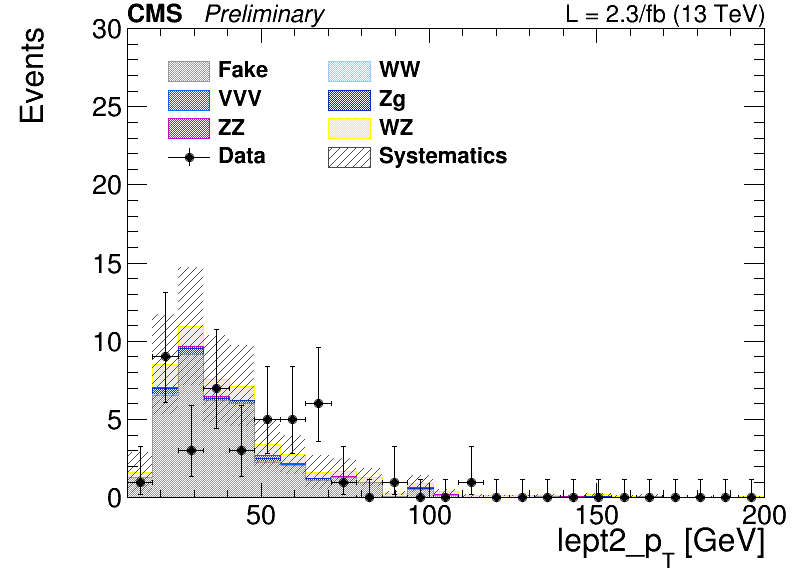 CMS Preliminary L = 2.3/fb (13 TeV)
Events
30
25
20
15
10
5
0
Fake WW
VVV Zg
ZZ WZ
Data Systematics
50 100 150 200
lept2_p_T [GeV]